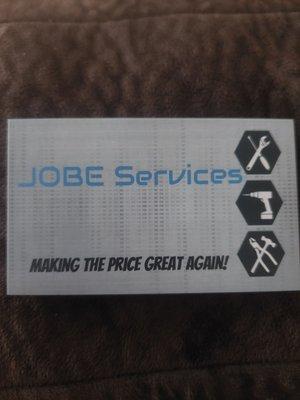 JOBE Services
MAKING THE PRICE GREAT AGAIN!